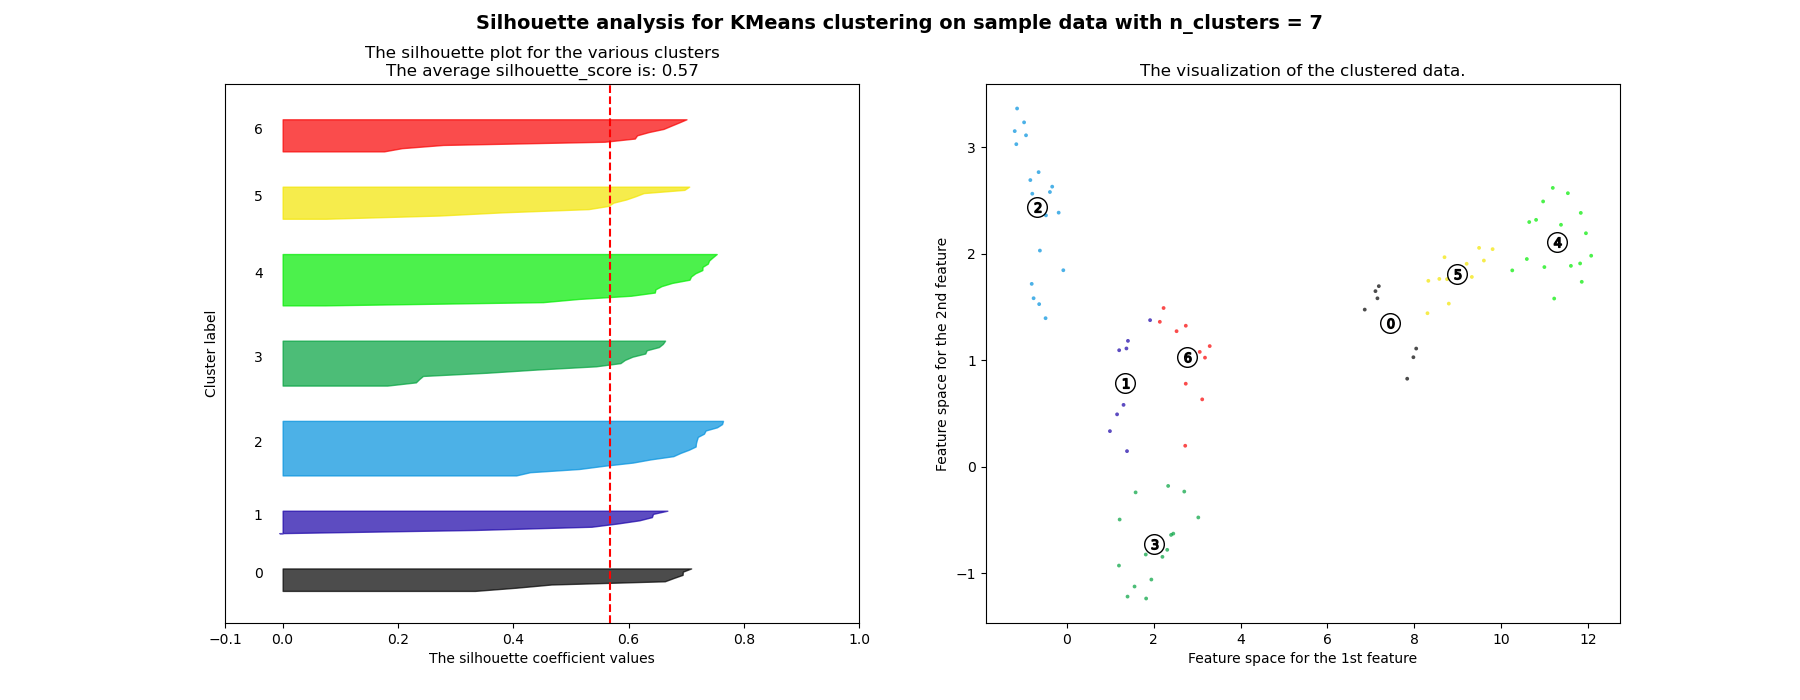 Silhouette analysis for KMeans clustering on sample data with n_clusters = 7
The silhouette plot for the various clusters
The average silhouette_score is: 0.57
Cluster label
6
5
4
3
2
1
0
−0.1 0.0 0.2 0.4 0.6 0.8 1.0
The silhouette coefficient values
The visualization of the clustered data.
Feature space for the 2nd feature
3
2
1
0
−1
2
4
5
0
6
1
3
0 2 4 6 8 10 12
Feature space for the 1st feature